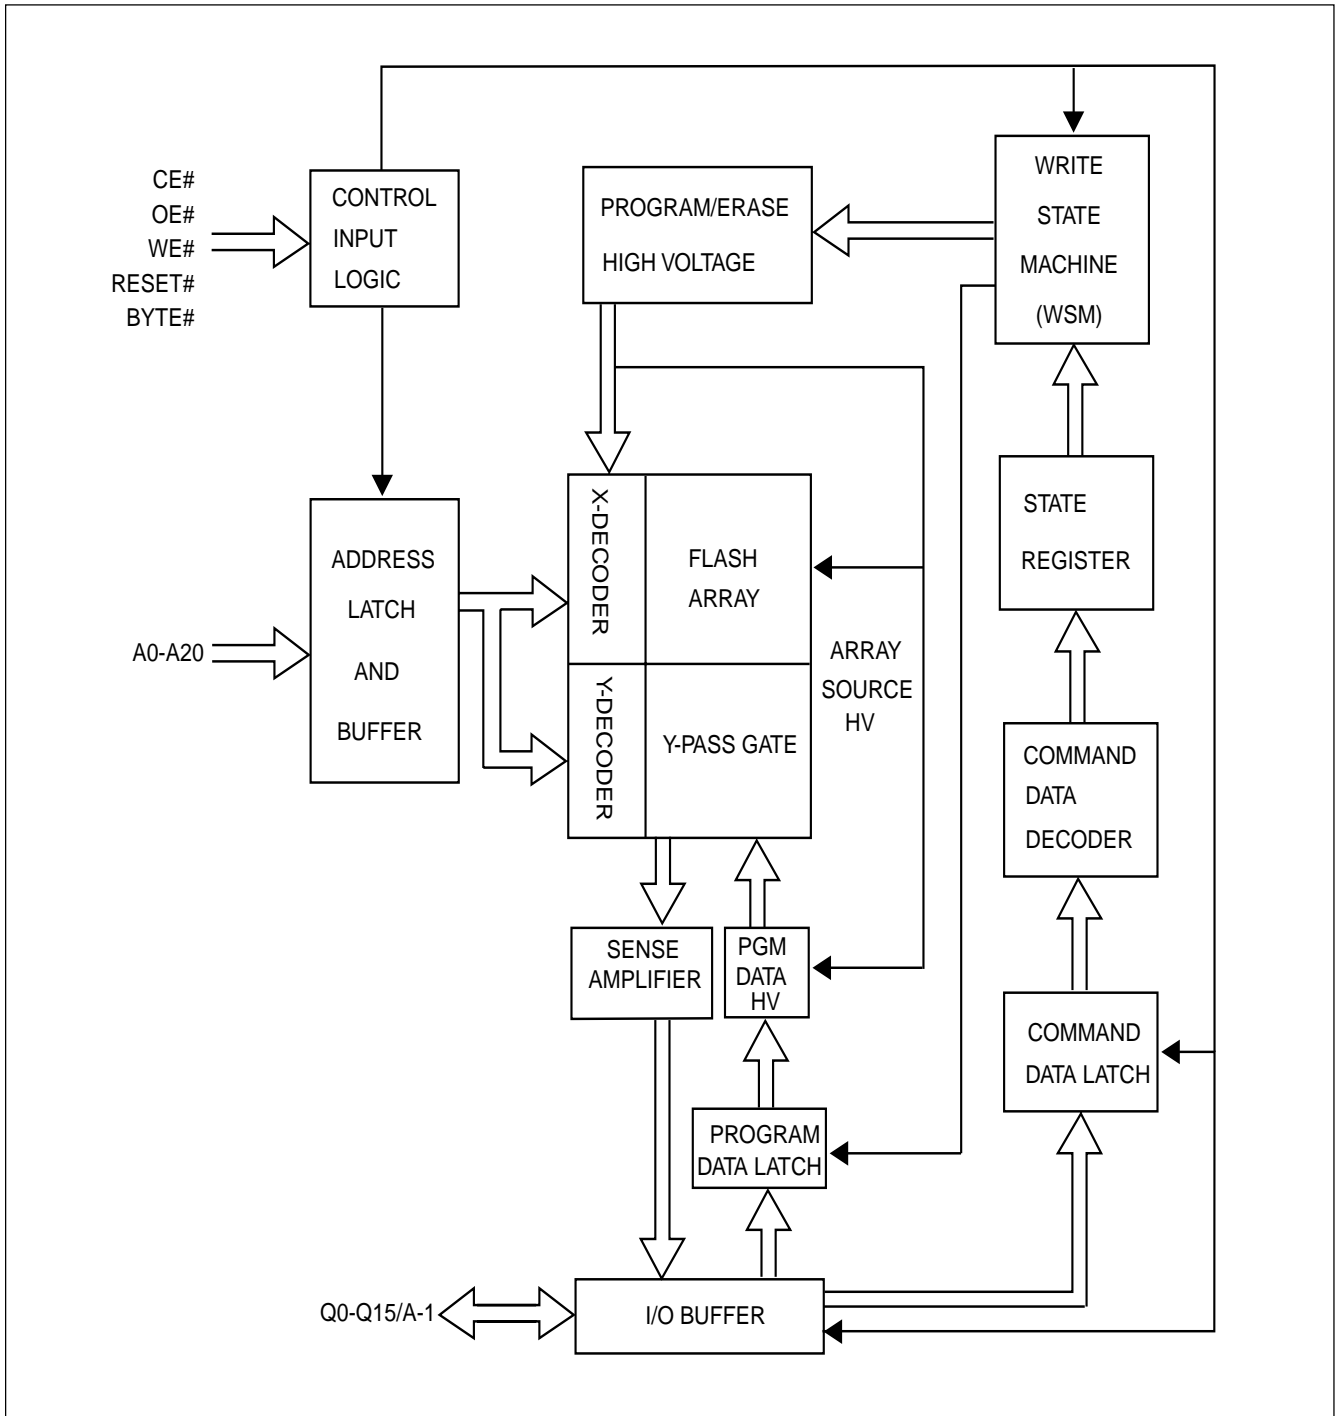 CE#
OE#
WE#
RESET#
BYTE#
CONTROL
INPUT
LOGIC
PROGRAM/ERASE
HIGH VOLTAGE
WRITE
STATE
MACHINE
(WSM)
STATE
REGISTER
ADDRESS
LATCH
AND
BUFFER
A0-A20
X-DECODER
FLASH
ARRAY
Y-DECODER
Y-PASS GATE
ARRAY
SOURCE
HV
COMMAND
DATA
DECODER
SENSE
AMPLIFIER
PGM
DATA
HV
COMMAND
DATA LATCH
PROGRAM
DATA LATCH
Q0-Q15/A-1
I/O BUFFER